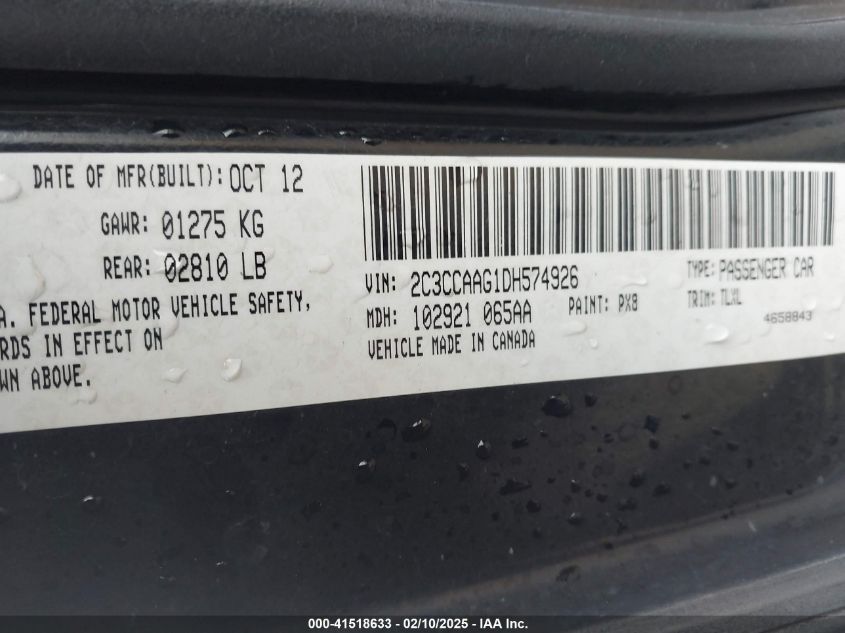 DATE OF MFR(BUILT): OCT 12
GAWR: 01275 KG
REAR: 02810 LB
A. FEDERAL MOTOR VEHICLE SAFETY,
RDS IN EFFECT ON
WN ABOVE.
VIN: 2C3CCAAG1DH574926
TYPE: PASSENGER CAR
MDH: 102921 065AA
PAINT: PX8
TRIM: TLXL
VEHICLE MADE IN CANADA
4658843
000-41518633 - 02/10/2025 - IAA Inc.